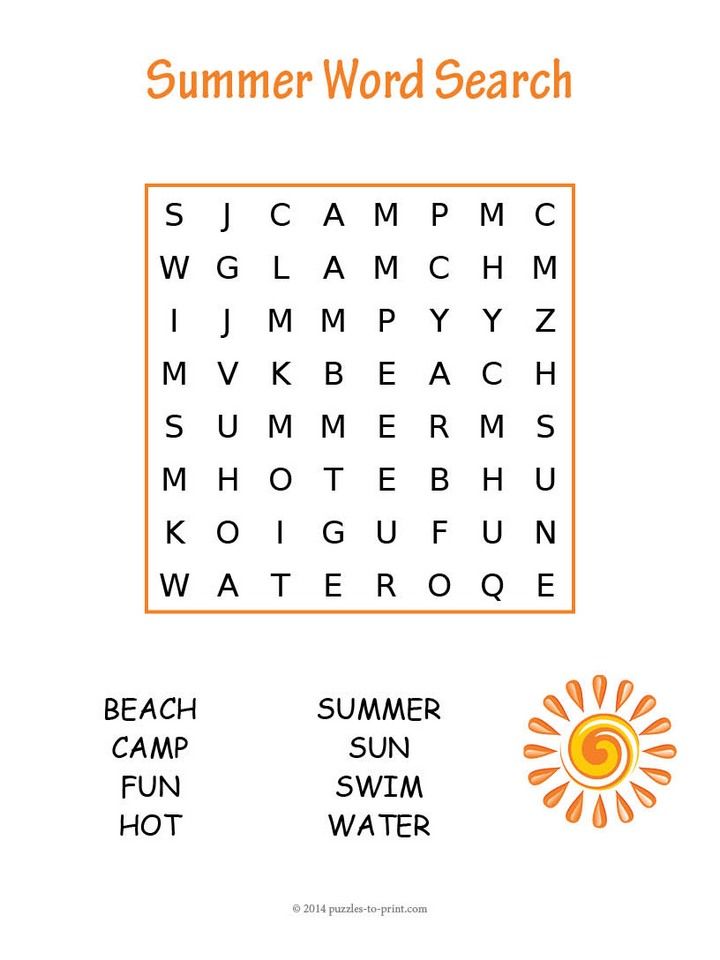 Summer Word Search
S J C A M P M C
W G L A M C H M
I J M M P Y Y Z
M V K B E A C H
S U M M E R M S
M H O T E B H U
K O I G U F U N
W A T E R O Q E
BEACH SUMMER
CAMP SUN
FUN SWIM
HOT WATER
© 2014 puzzles-to-print.com